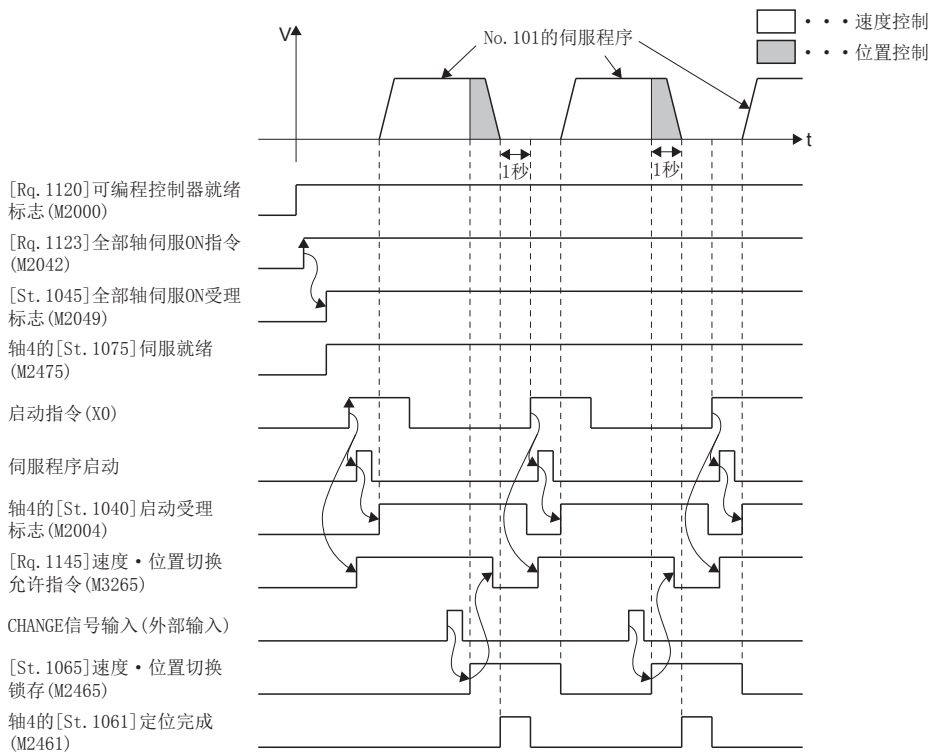 V
No.101的伺服程序
・・・速度控制
・・・位置控制
t
1秒
1秒
[Rq.1120]可编程控制器就绪
标志(M2000)
[Rq.1123]全部轴伺服ON指令
(M2042)
[St.1045]全部轴伺服ON受理
标志(M2049)
轴4的[St.1075]伺服就绪
(M2475)
启动指令(X0)
伺服程序启动
轴4的[St.1040]启动受理
标志(M2004)
[Rq.1145]速度・位置切换
允许指令(M3265)
CHANGE信号输入(外部输入)
[St.1065]速度・位置切换
锁存(M2465)
轴4的[St.1061]定位完成
(M2461)